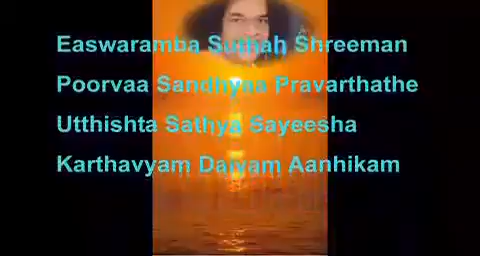 Easwaramba Suthah Shreeman
Poorvaa Sandhyaa Pravarthathe
Utthishta Sathya Sayeesha
Karthavyam Daivam Aanhikam